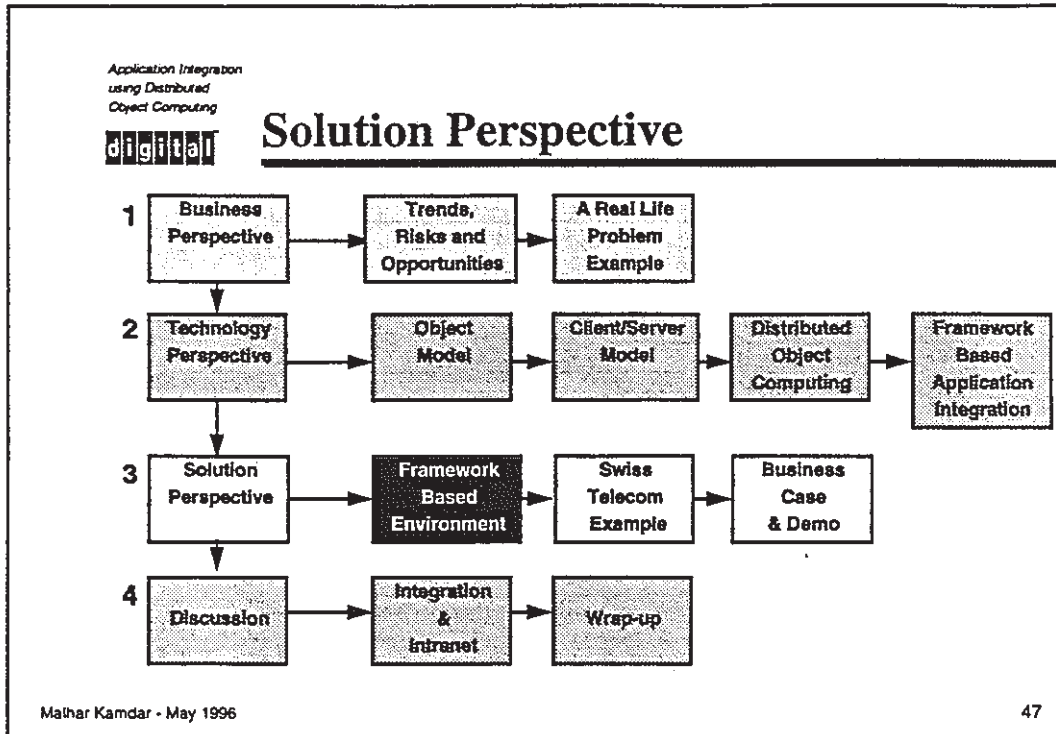 Application Integration
using Distributed
Object Computing
digital
Solution Perspective
1
Business
Perspective
Trends,
Risks and
Opportunities
A Real Life
Problem
Example
2
Technology
Perspective
Object
Model
Client/Server
Model
Distributed
Object
Computing
Framework
Based
Application
Integration
3
Solution
Perspective
Framework
Based
Environment
Swiss
Telecom
Example
Business
Case
& Demo
4
Discussion
Integration
&
Intranet
Wrap-up
Malhar Kamdar - May 1996
47